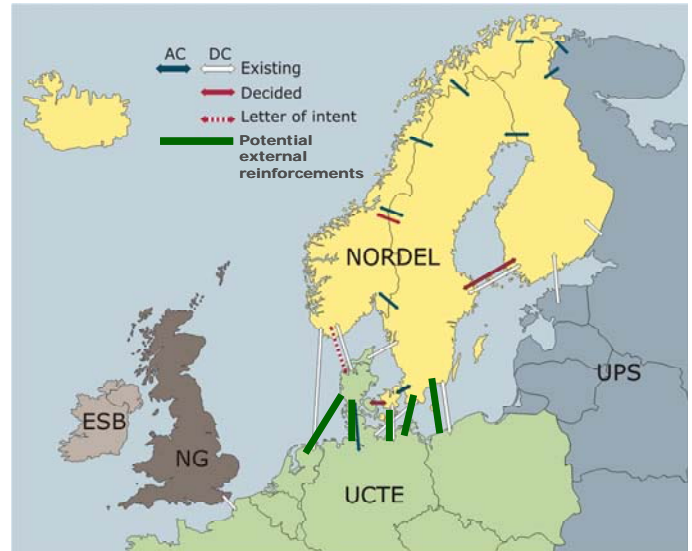 AC DC
Existing
Decided
Letter of intent
Potential
external
reinforcements
NORDEL
UPS
ESB
NG
UCTE